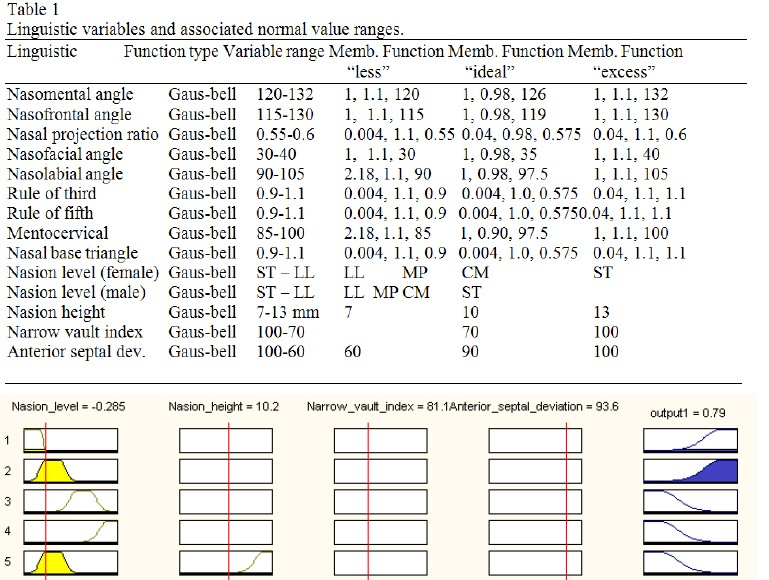 Table 1
Linguistic variables and associated normal value ranges.
Linguistic Function type Variable range Memb. Function Memb. Function Memb. Function
“less” “ideal” “excess”
Nasomental angle Gaus-bell 120-132 1, 1.1, 120 1, 0.98, 126 1, 1.1, 132
Nasofrontal angle Gaus-bell 115-130 1, 1.1, 115 1, 0.98, 119 1, 1.1, 130
Nasal projection ratio Gaus-bell 0.55-0.6 0.004, 1.1, 0.55 0.04, 0.98, 0.575 0.04, 1.1, 0.6
Nasofacial angle Gaus-bell 30-40 1, 1.1, 30 1, 0.98, 35 1, 1.1, 40
Nasolabial angle Gaus-bell 90-105 2.18, 1.1, 90 1, 0.98, 97.5 1, 1.1, 105
Rule of third Gaus-bell 0.9-1.1 0.004, 1.1, 0.9 0.004, 1.0, 0.575 0.04, 1.1, 1.1
Rule of fifth Gaus-bell 0.9-1.1 0.004, 1.1, 0.9 0.004, 1.0, 0.5750.04, 1.1, 1.1
Mentocervical Gaus-bell 85-100 2.18, 1.1, 85 1, 0.90, 97.5 1, 1.1, 100
Nasal base triangle Gaus-bell 0.9-1.1 0.004, 1.1, 0.9 0.004, 1.0, 0.575 0.04, 1.1, 1.1
Nasion level (female) Gaus-bell ST – LL LL MP CM ST
Nasion level (male) Gaus-bell ST – LL LL MP CM ST
Nasion height Gaus-bell 7-13 mm 7 10 13
Narrow vault index Gaus-bell 100-70 70 100
Anterior septal dev. Gaus-bell 100-60 60 90 100
Nasion_level = -0.285 Nasion_height = 10.2 Narrow_vault_index = 81.1Anterior_septal_deviation = 93.6 output1 = 0.79
1
2
3
4
5